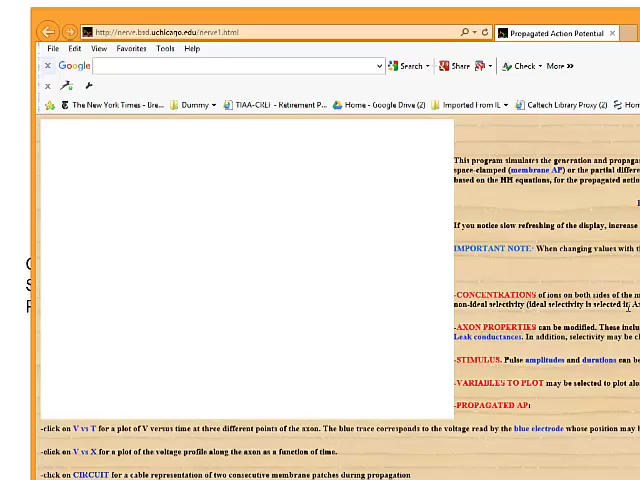 http://nerve.bsd.uchicago.edu/nerve1.html
Propagated Action Potential
File Edit View Favorites Tools Help
x Google Search Share Check More »
x
The New York Times - Bre... Dummy TIAA-CREF - Retirement P... Home - Google Drive (2) Imported From IE Caltech Library Proxy (2) Hom
This program simulates the generation and propaga
space-clamped (membrane AP) or the partial differe
based on the HH equations, for the propagated actio
If you notice slow refreshing of the display, increase
IMPORTANT NOTE: When changing values with t
-CONCENTRATIONS of ions on both sides of the m
non-ideal selectivity (ideal selectivity is selected if A
-AXON PROPERTIES can be modified. These inclu
Leak conductances. In addition, selectivity may be c
-STIMULUS. Pulse amplitudes and durations can be
-VARIABLES TO PLOT may be selected to plot alo
-PROPAGATED AP:
-click on V vs T for a plot of V versus time at three different points of the axon. The blue trace corresponds to the voltage read by the blue electrode whose position may b
-click on V vs X for a plot of the voltage profile along the axon as a function of time.
-click on CIRCUIT for a cable representation of two consecutive membrane patches during propagation